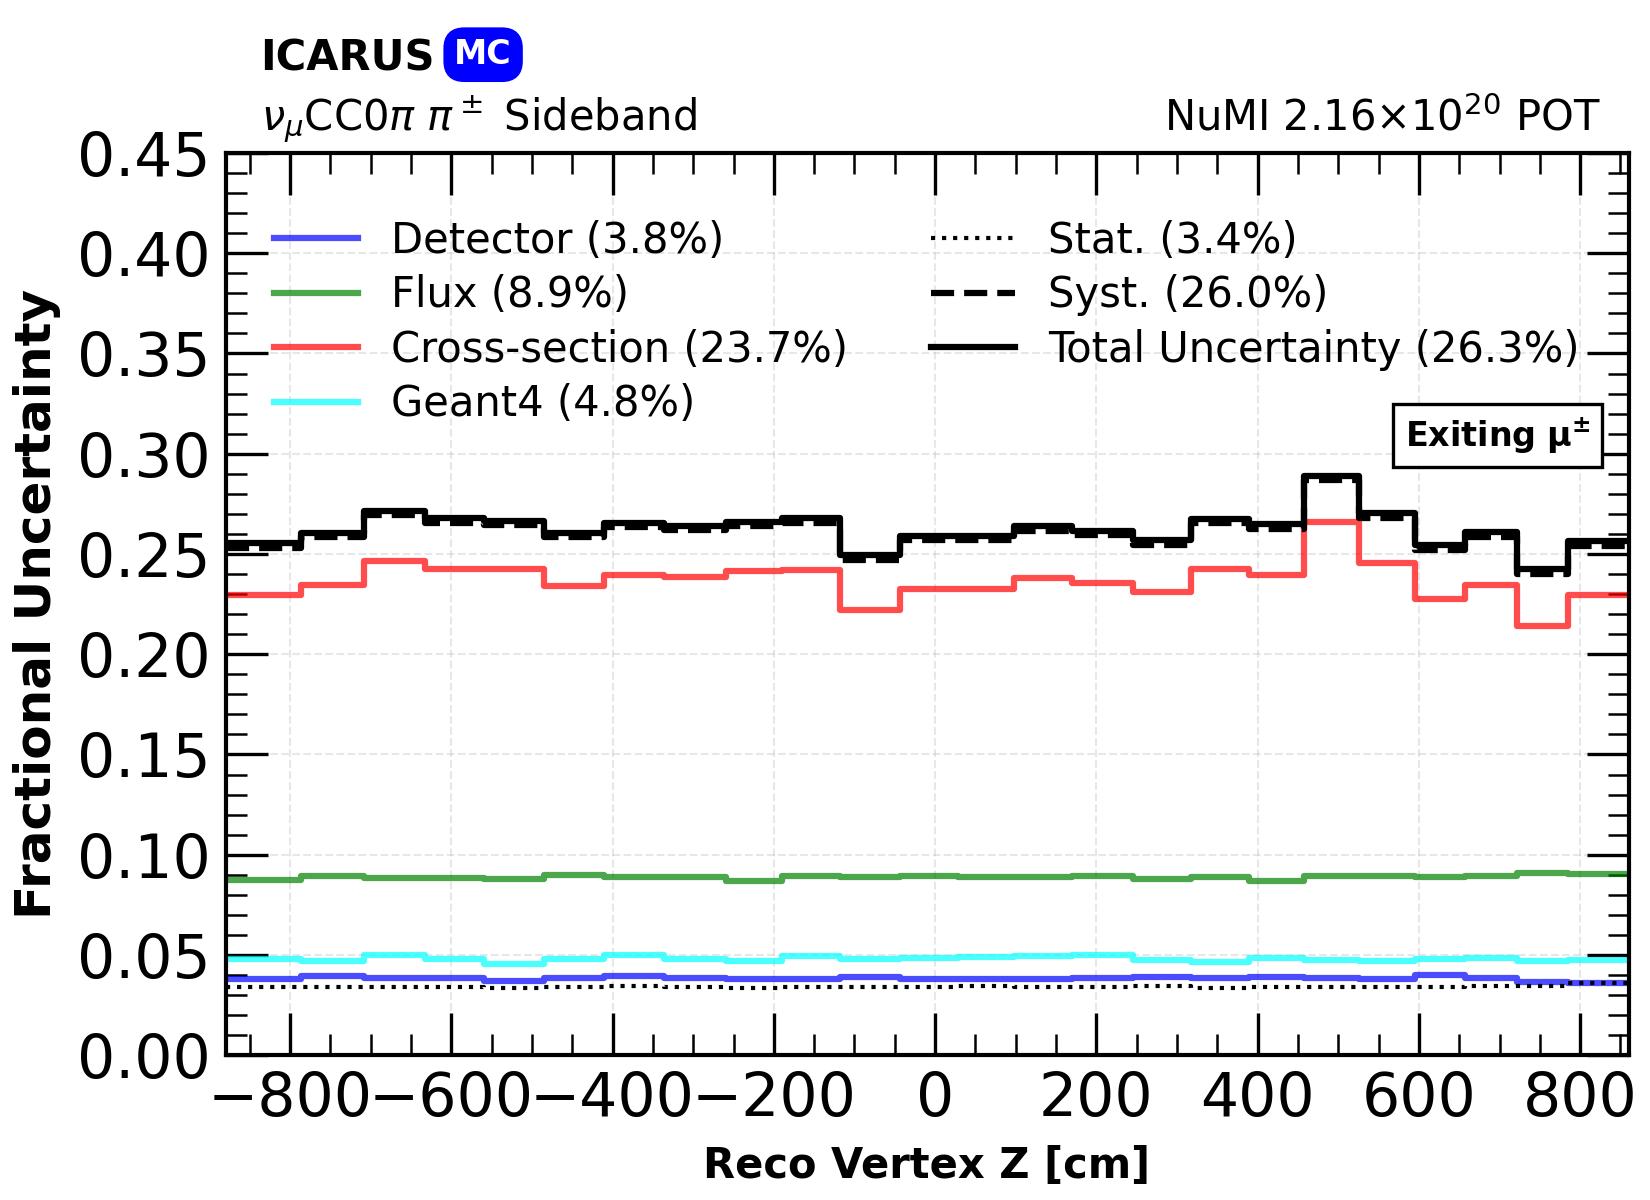 ICARUS MC
νμCC0π π± Sideband
NuMI 2.16×10²⁰ POT
0.45
0.40
0.35
0.30
0.25
0.20
0.15
0.10
0.05
0.00
Fractional Uncertainty
Detector (3.8%)
Flux (8.9%)
Cross-section (23.7%)
Geant4 (4.8%)
Stat. (3.4%)
Syst. (26.0%)
Total Uncertainty (26.3%)
Exiting μ±
−800 −600 −400 −200 0 200 400 600 800
Reco Vertex Z [cm]